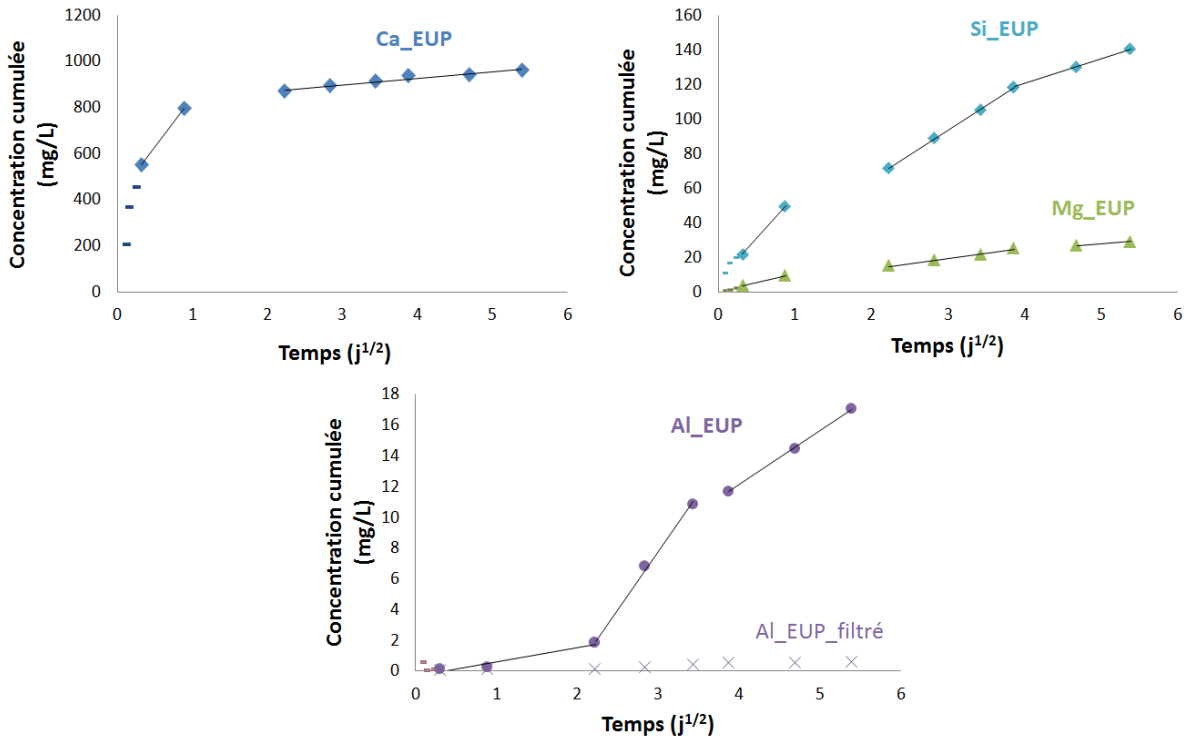 Concentration cumulée
(mg/L)
1200
1000
800
600
400
200
0
Ca_EUP
0 1 2 3 4 5 6
Temps (j1/2)
Concentration cumulée
(mg/L)
160
140
120
100
80
60
40
20
0
Si_EUP
Mg_EUP
0 1 2 3 4 5 6
Temps (j1/2)
Concentration cumulée
(mg/L)
18
16
14
12
10
8
6
4
2
0
Al_EUP
Al_EUP_filtré
0 1 2 3 4 5 6
Temps (j1/2)